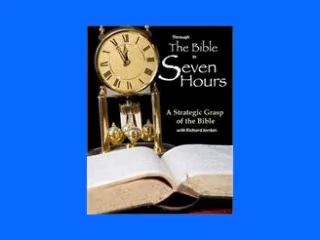 Through
The Bible
in
Seven
Hours
A Strategic Grasp
of the Bible
with Richard Jordan